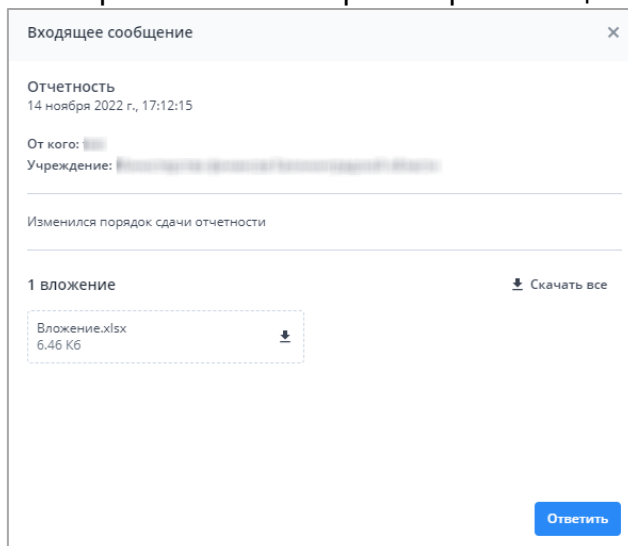 Входящее сообщение
Отчетность
14 ноября 2022 г., 17:12:15
От кого:
Учреждение:
Изменился порядок сдачи отчетности
1 вложение
Скачать все
Вложение.xlsx
6.46 Кб
Ответить